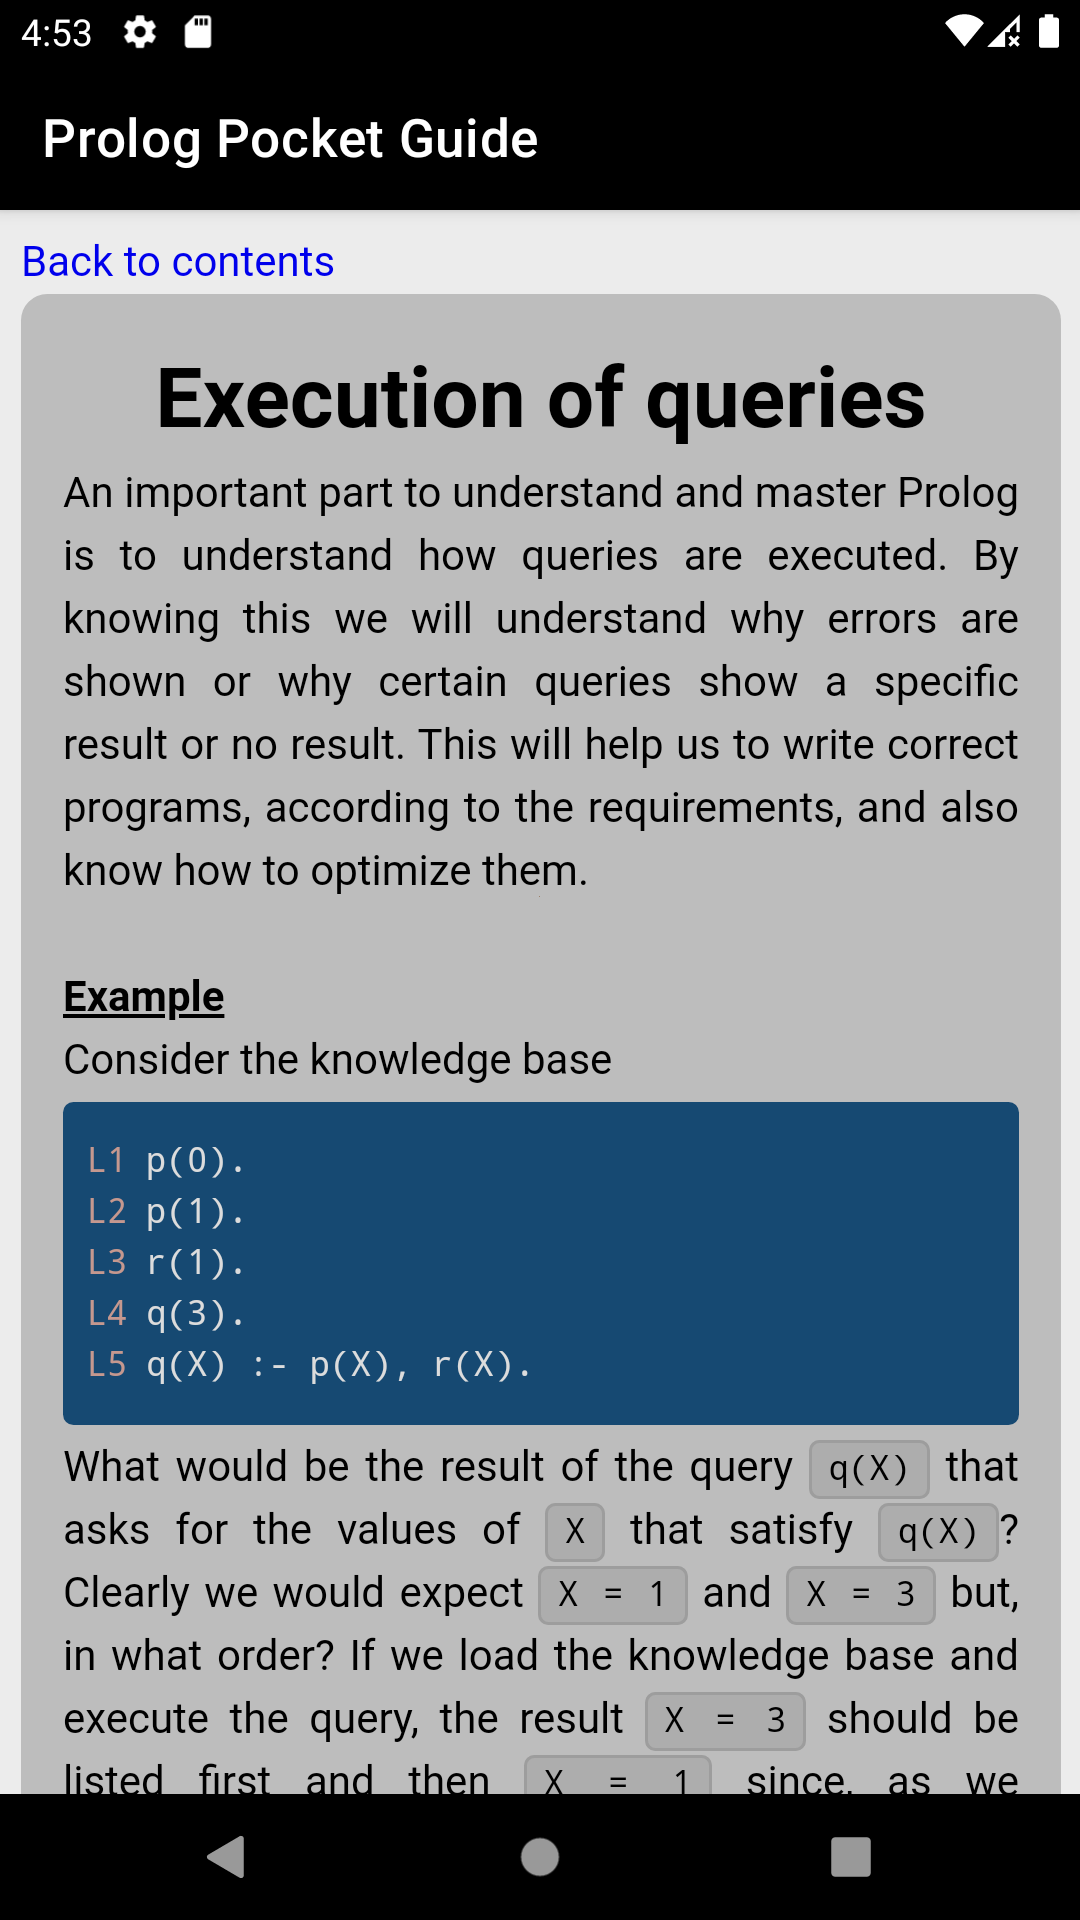 4:53
Prolog Pocket Guide
Back to contents
Execution of queries
An important part to understand and master Prolog
is to understand how queries are executed. By
knowing this we will understand why errors are
shown or why certain queries show a specific
result or no result. This will help us to write correct
programs, according to the requirements, and also
know how to optimize them.
Example
Consider the knowledge base
L1 p(0).
L2 p(1).
L3 r(1).
L4 q(3).
L5 q(X) :- p(X), r(X).
What would be the result of the query q(X) that
asks for the values of X that satisfy q(X)?
Clearly we would expect X = 1 and X = 3 but,
in what order? If we load the knowledge base and
execute the query, the result X = 3 should be
listed first and then X = 1 since, as we